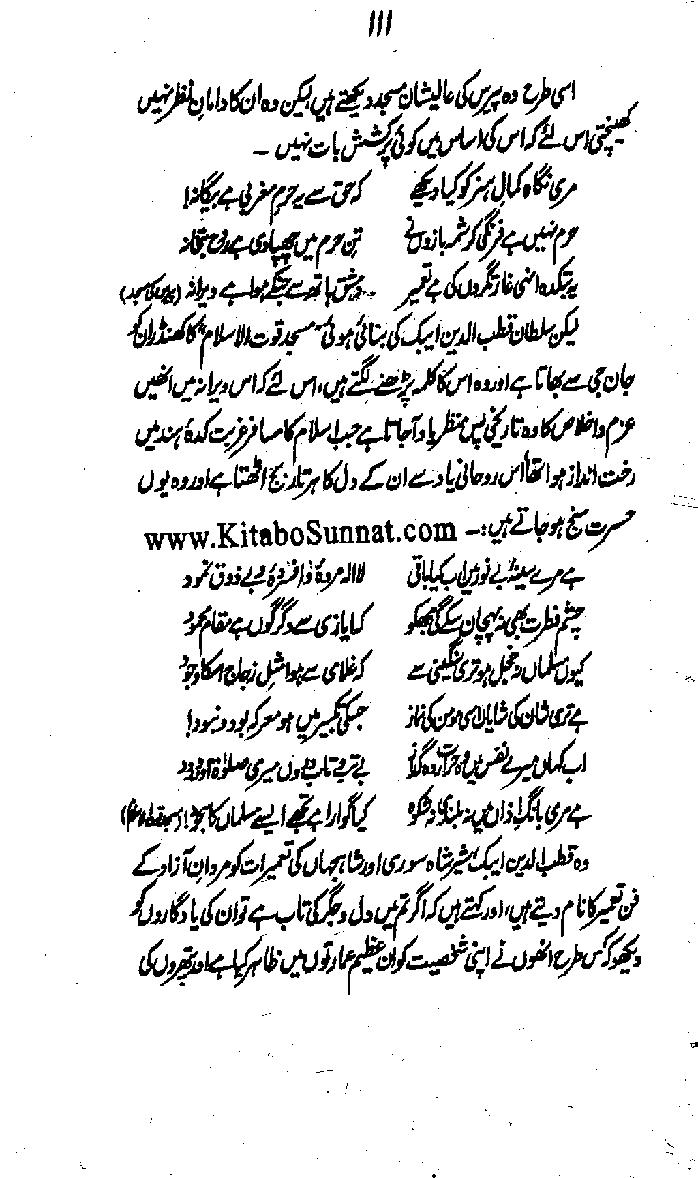 ۱۱۱
اسی طرح وہ پیرس کی عالیشان مسجد دیکھتے ہیں لیکن وہ ان کا دامانِ نظر نہیں
کھینچتی اس لئے کہ اس کی اساس میں کوئی پُرکشش بات نہیں ۔
مری نگاہ کمالِ ہنر کو کیا دیکھے کہ حق سے یہ حرمِ مغربی ہے بیگانہ!
حرم نہیں ہے فرنگی کرشمہ بازوں نے تنِ حرم میں چھپا دی ہے روحِ بتخانہ
یہ بتکدہ انہی غارتگروں کی ہے تعمیر دمشق ہاتھ سے جنکے ہوا ہے ویرانہ (پیرس کی مسجد)
لیکن سلطان قطب الدین ایبک کی بنائی ہوئی "مسجد قوت الاسلام" کا کھنڈر ان کو
جان جی سے بھاتا ہے اور وہ اس کا کلمہ پڑھنے لگتے ہیں، اس لئے کہ اس ویرانہ میں انھیں
عزم و اخلاص کا وہ تاریخی پس منظر یاد آجاتا ہے جب اسلام کا مسافر غربت کدۂ ہند میں
رخت انداز ہوا تھا اس روحانی یاد سے ان کے دل کا ہر تار بج اٹھتا ہے اور وہ یوں
حسرت سنج ہو جاتے ہیں:- www.KitaboSunnat.com
ہے مرے سینۂ بے نور میں اب کیا باقی لا الہ مردہ و افسردہ و بے ذوقِ نمود
چشمِ فطرت بھی نہ پہچان سکے گی مجھکو کہ ایازی سے دگرگوں ہے مقامِ محمود
کیوں مسلماں نہ خجل ہو تری سنگینی سے کہ غلامی سے ہوا مثلِ زجاج اسکا وجود
ہے تری شان کی شایاں اسی مومن کی نماز جسکی تکبیر میں ہو معرکۂ بود و نبود!
اب کہاں میرے نفس میں وہ حرارت وہ گداز بے تب و تابِ دروں میری صلوٰۃ اور درود
ہے مری بانگِ اذاں میں نہ بلندی نہ شکوہ کیا گوارا ہے تجھے ایسے مسلماں کا سجود؟ (مسجد قوۃ الاسلام)
وہ قطب الدین ایبک، شیر شاہ سوری اور شاہجہاں کی تعمیرات کو مردانِ آزاد کے
فنِ تعمیر کا نام دیتے ہیں، اور کہتے ہیں کہ اگر تم میں دل و جگر کی تاب ہے تو ان کی یادگاروں کو
دیکھو کہ کس طرح انھوں نے اپنی شخصیت کو ان عظیم عمارتوں میں ظاہر کیا ہے اور پتھروں کی